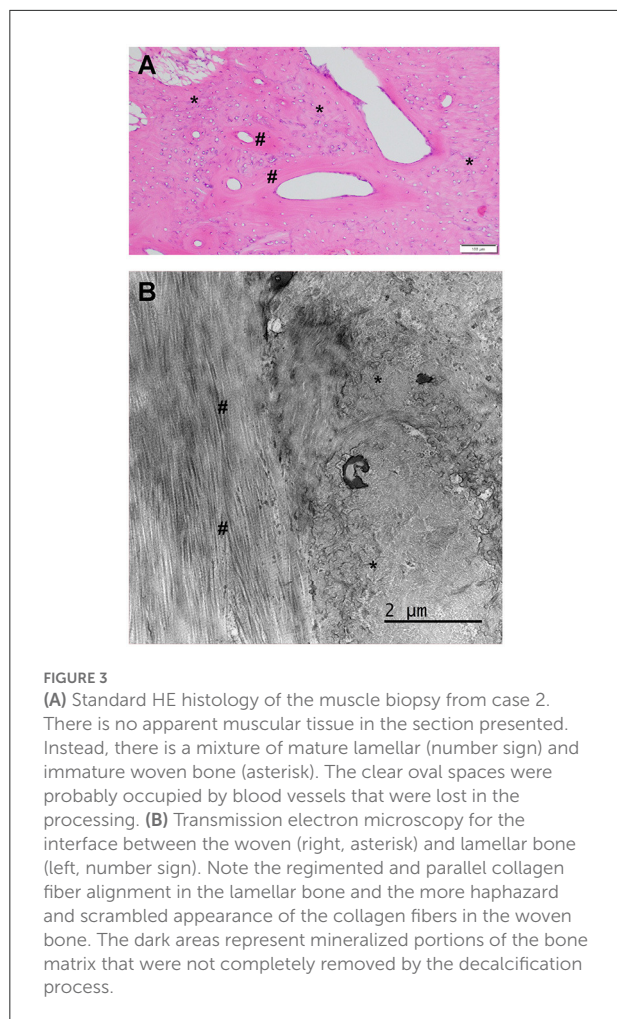 A
*
*
#
*
#
B
*
#
#
*
2 µm
FIGURE 3
(A) Standard HE histology of the muscle biopsy from case 2.
There is no apparent muscular tissue in the section presented.
Instead, there is a mixture of mature lamellar (number sign) and
immature woven bone (asterisk). The clear oval spaces were
probably occupied by blood vessels that were lost in the
processing. (B) Transmission electron microscopy for the
interface between the woven (right, asterisk) and lamellar bone
(left, number sign). Note the regimented and parallel collagen
fiber alignment in the lamellar bone and the more haphazard
and scrambled appearance of the collagen fibers in the woven
bone. The dark areas represent mineralized portions of the bone
matrix that were not completely removed by the decalcification
process.